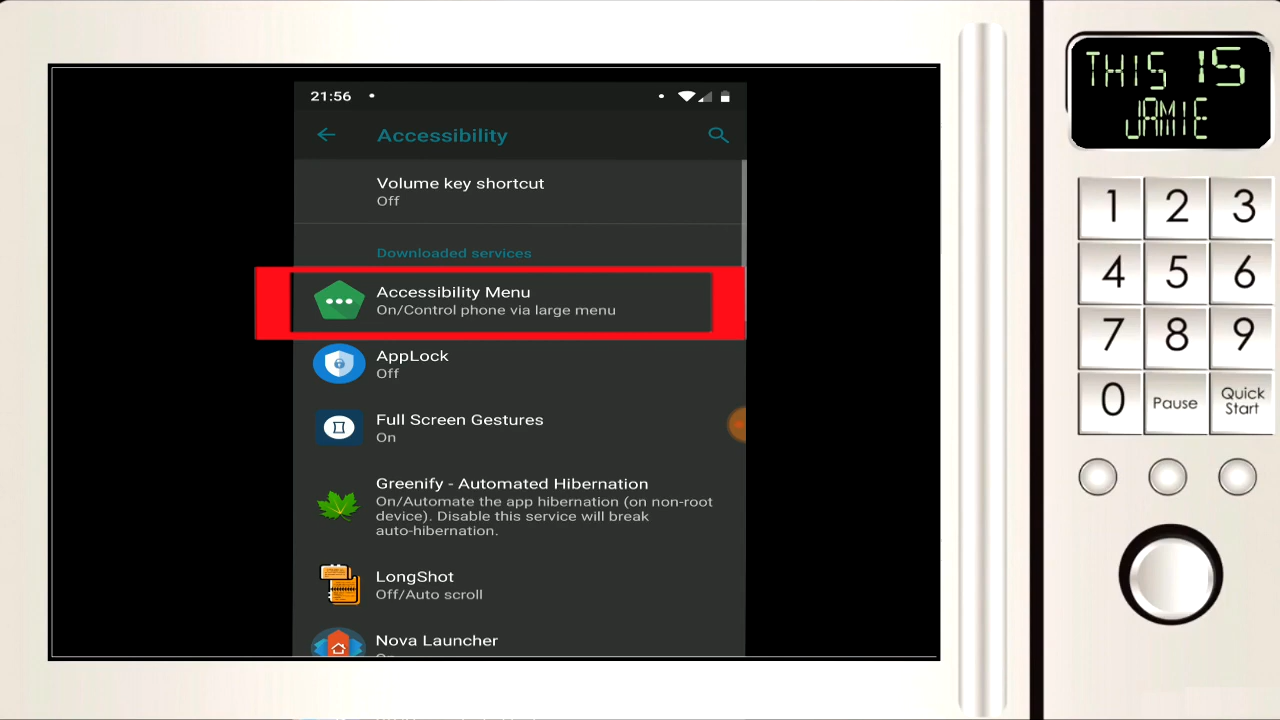 21:56
Accessibility
Volume key shortcut
Off
Downloaded services
Accessibility Menu
On/Control phone via large menu
AppLock
Off
Full Screen Gestures
On
Greenify - Automated Hibernation
On/Automate the app hibernation (on non-root
device). Disable this service will break
auto-hibernation.
LongShot
Off/Auto scroll
Nova Launcher
THIS IS
JAMIE
1 2 3
4 5 6
7 8 9
0 Pause Quick
Start